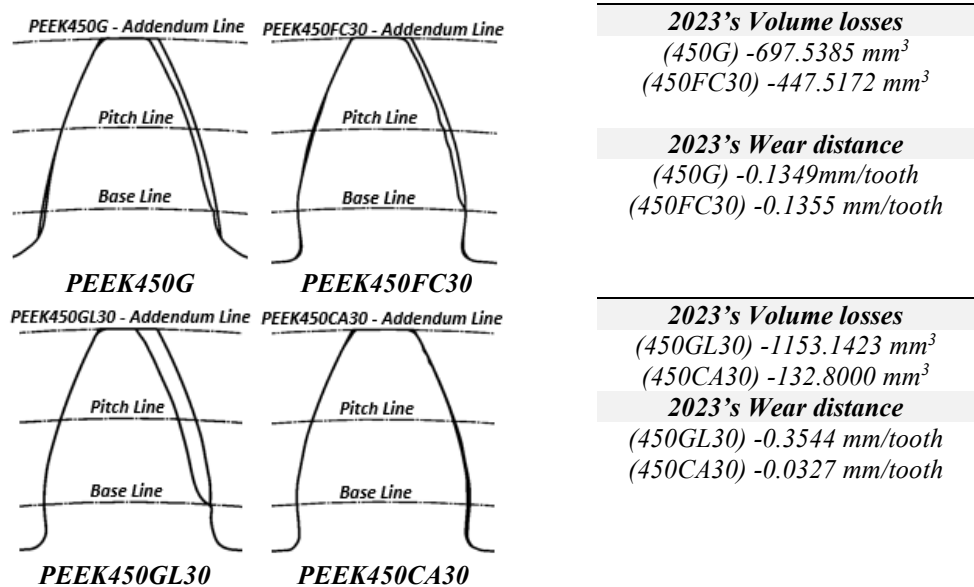 PEEK450G - Addendum Line
Pitch Line
Base Line
PEEK450G
PEEK450FC30 - Addendum Line
Pitch Line
Base Line
PEEK450FC30
2023's Volume losses
(450G) -697.5385 mm³
(450FC30) -447.5172 mm³
2023's Wear distance
(450G) -0.1349mm/tooth
(450FC30) -0.1355 mm/tooth
PEEK450GL30 - Addendum Line
Pitch Line
Base Line
PEEK450GL30
PEEK450CA30 - Addendum Line
Pitch Line
Base Line
PEEK450CA30
2023's Volume losses
(450GL30) -1153.1423 mm³
(450CA30) -132.8000 mm³
2023's Wear distance
(450GL30) -0.3544 mm/tooth
(450CA30) -0.0327 mm/tooth